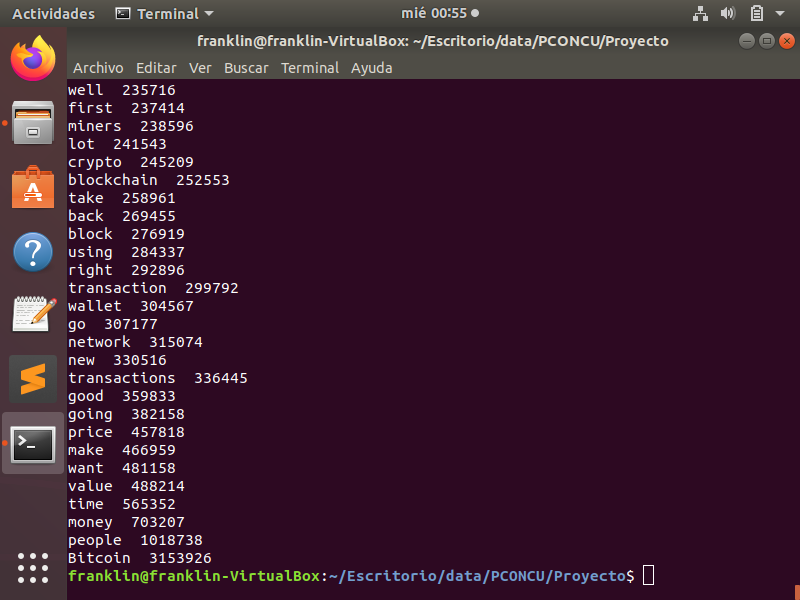 Actividades Terminal mié 00:55
franklin@franklin-VirtualBox: ~/Escritorio/data/PCONCU/Proyecto
Archivo Editar Ver Buscar Terminal Ayuda
well 235716
first 237414
miners 238596
lot 241543
crypto 245209
blockchain 252553
take 258961
back 269455
block 276919
using 284337
right 292896
transaction 299792
wallet 304567
go 307177
network 315074
new 330516
transactions 336445
good 359833
going 382158
price 457818
make 466959
want 481158
value 488214
time 565352
money 703207
people 1018738
Bitcoin 3153926
franklin@franklin-VirtualBox:~/Escritorio/data/PCONCU/Proyecto$